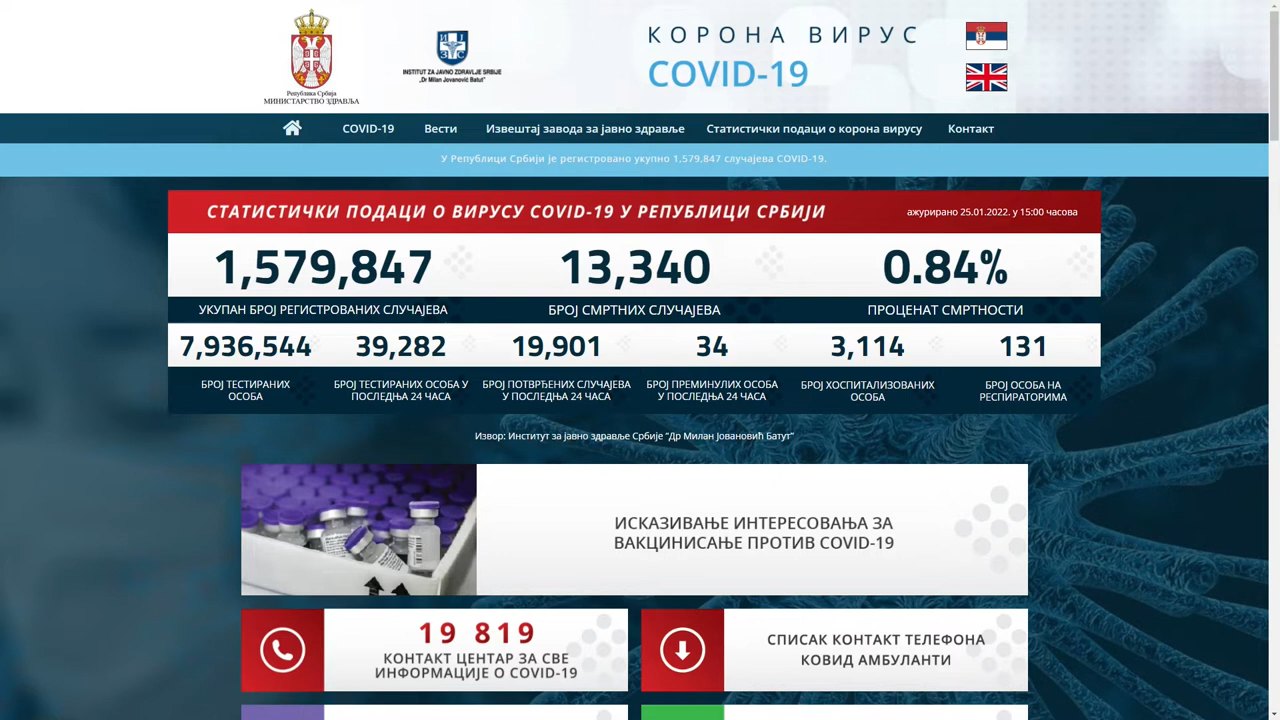 КОРОНА ВИРУС
COVID-19
Република Србија
МИНИСТАРСТВО ЗДРАВЉА
INSTITUT ZA JAVNO ZDRAVLJE SRBIJE
„Dr Milan Jovanović Batut"
COVID-19 Вести Извештај завода за јавно здравље Статистички подаци о корона вирусу Контакт
У Републици Србији је регистровано укупно 1,579,847 случајева COVID-19.
СТАТИСТИЧКИ ПОДАЦИ О ВИРУСУ COVID-19 У РЕПУБЛИЦИ СРБИЈИ ажурирано 25.01.2022. у 15:00 часова
1,579,847 13,340 0.84%
УКУПАН БРОЈ РЕГИСТРОВАНИХ СЛУЧАЈЕВА БРОЈ СМРТНИХ СЛУЧАЈЕВА ПРОЦЕНАТ СМРТНОСТИ
7,936,544 39,282 19,901 34 3,114 131
БРОЈ ТЕСТИРАНИХ
ОСОБА
БРОЈ ТЕСТИРАНИХ ОСОБА У
ПОСЛЕДЊА 24 ЧАСА
БРОЈ ПОТВРЂЕНИХ СЛУЧАЈЕВА
У ПОСЛЕДЊА 24 ЧАСА
БРОЈ ПРЕМИНУЛИХ ОСОБА
У ПОСЛЕДЊА 24 ЧАСА
БРОЈ ХОСПИТАЛИЗОВАНИХ
ОСОБА
БРОЈ ОСОБА НА
РЕСПИРАТОРИМА
Извор: Институт за јавно здравље Србије "Др Милан Јовановић Батут"
ИСКАЗИВАЊЕ ИНТЕРЕСОВАЊА ЗА
ВАКЦИНИСАЊЕ ПРОТИВ COVID-19
19 819
КОНТАКТ ЦЕНТАР ЗА СВЕ
ИНФОРМАЦИЈЕ О COVID-19
СПИСАК КОНТАКТ ТЕЛЕФОНА
КОВИД АМБУЛАНТИ